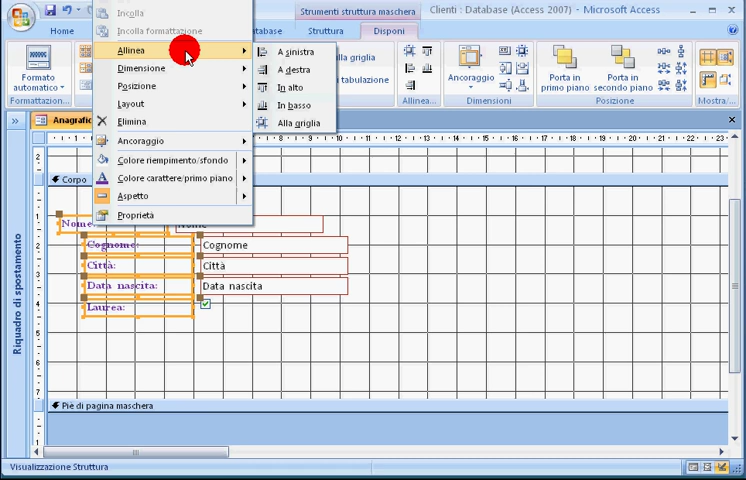 Strumenti struttura maschera
Clienti : Database (Access 2007) - Microsoft Access
Home
Struttura
Disponi
Formato
automatico
Formattazion...
Incolla
Incolla formattazione
Allinea
Dimensione
Posizione
Layout
Elimina
Ancoraggio
Colore riempimento/sfondo
Colore carattere/primo piano
Aspetto
Proprietà
A sinistra
A destra
In alto
In basso
Alla griglia
Allinea...
Ancoraggio
Dimensioni
Porta in
primo piano
Porta in
secondo piano
Posizione
Mostra/...
Corpo
Nome:
Cognome:
Cognome
Città:
Città
Data nascita:
Data nascita
Laurea:
Piè di pagina maschera
Riquadro di spostamento
Visualizzazione Struttura